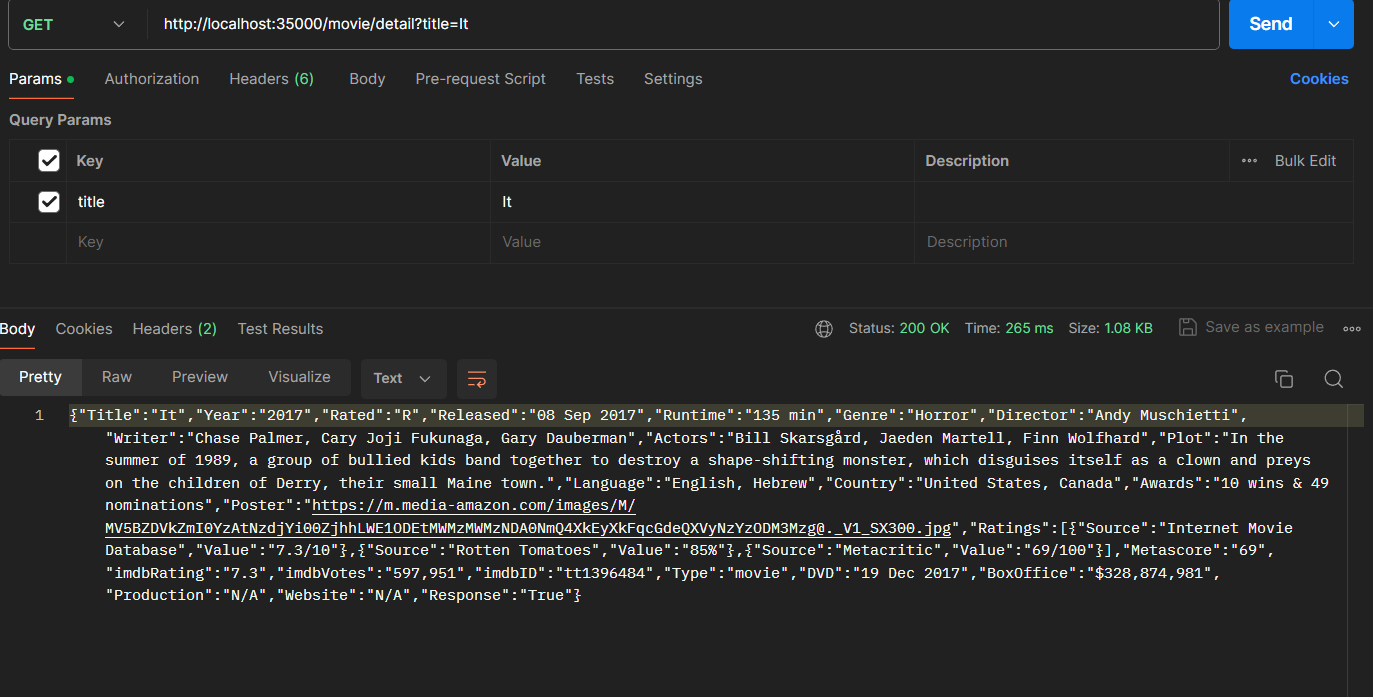 GET http://localhost:35000/movie/detail?title=It Send
Params Authorization Headers (6) Body Pre-request Script Tests Settings Cookies
Query Params
Key Value Description Bulk Edit
title It
Key Value Description
Body Cookies Headers (2) Test Results Status: 200 OK Time: 265 ms Size: 1.08 KB Save as example
Pretty Raw Preview Visualize Text
1 {"Title":"It","Year":"2017","Rated":"R","Released":"08 Sep 2017","Runtime":"135 min","Genre":"Horror","Director":"Andy Muschietti",
"Writer":"Chase Palmer, Cary Joji Fukunaga, Gary Dauberman","Actors":"Bill Skarsgård, Jaeden Martell, Finn Wolfhard","Plot":"In the
summer of 1989, a group of bullied kids band together to destroy a shape-shifting monster, which disguises itself as a clown and preys
on the children of Derry, their small Maine town.","Language":"English, Hebrew","Country":"United States, Canada","Awards":"10 wins & 49
nominations","Poster":"https://m.media-amazon.com/images/M/
MV5BZDVkZmI0YzAtNzdjYi00ZjhhLWE1ODEtMWMzMWMzNDA0NmQ4XkEyXkFqcGdeQXVyNzYzODM3Mzg@._V1_SX300.jpg","Ratings":[{"Source":"Internet Movie
Database","Value":"7.3/10"},{"Source":"Rotten Tomatoes","Value":"85%"},{"Source":"Metacritic","Value":"69/100"}],"Metascore":"69",
"imdbRating":"7.3","imdbVotes":"597,951","imdbID":"tt1396484","Type":"movie","DVD":"19 Dec 2017","BoxOffice":"$328,874,981",
"Production":"N/A","Website":"N/A","Response":"True"}